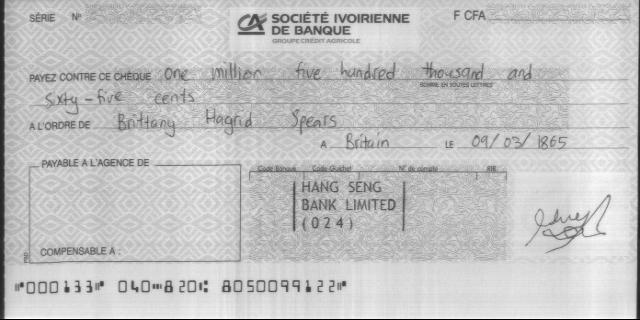 SÉRIE N°
CA SOCIÉTÉ IVOIRIENNE
DE BANQUE
GROUPE CRÉDIT AGRICOLE
F CFA
PAYEZ CONTRE CE CHÈQUE One million five hundred thousand and
SOMME EN TOUTES LETTRES
Sixty-five cents
A L'ORDRE DE Brittany Hagrid Spears
A Britain LE 09/03/1865
PAYABLE A L'AGENCE DE
Code Banque Code Guichet N° de compte RIB
HANG SENG
BANK LIMITED
(024)
COMPENSABLE A :
⑈000133⑈ 040⑉820⑆ 8050099122⑈